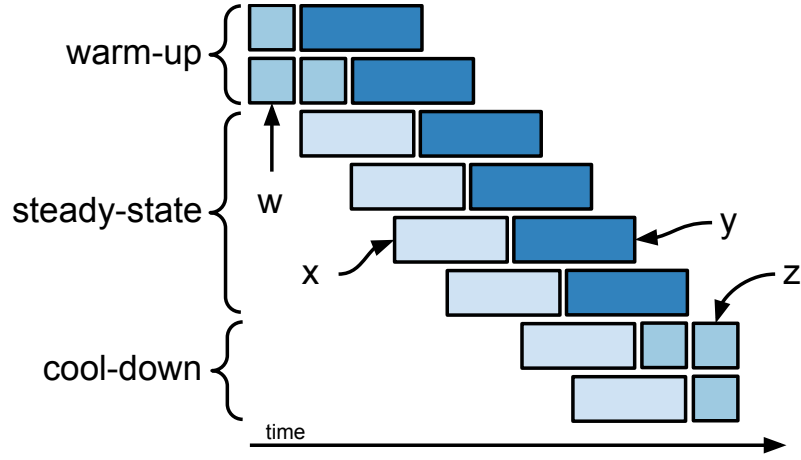 warm-up
w
steady-state
y
x
z
cool-down
time